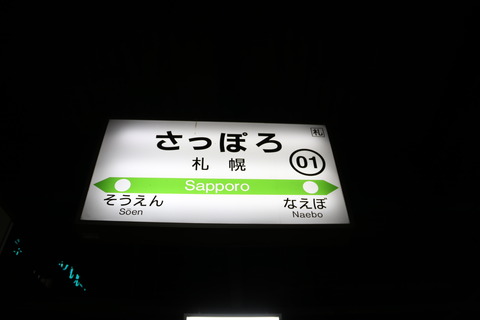 札
さっぽろ
札幌
01
Sapporo
そうえん なえぼ
Sōen Naebo